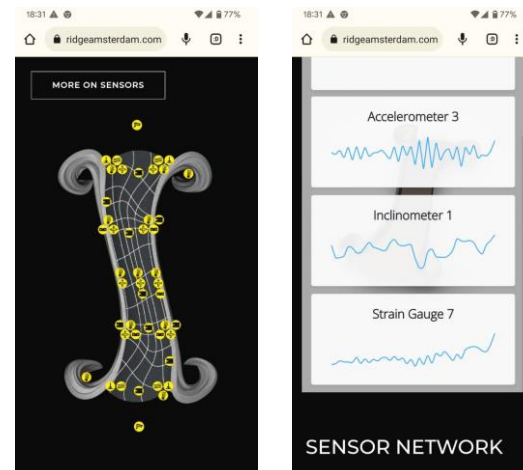 18:31
77%
ridgeamsterdam.com
MORE ON SENSORS
18:31
77%
ridgeamsterdam.com
Accelerometer 3
Inclinometer 1
Strain Gauge 7
SENSOR NETWORK